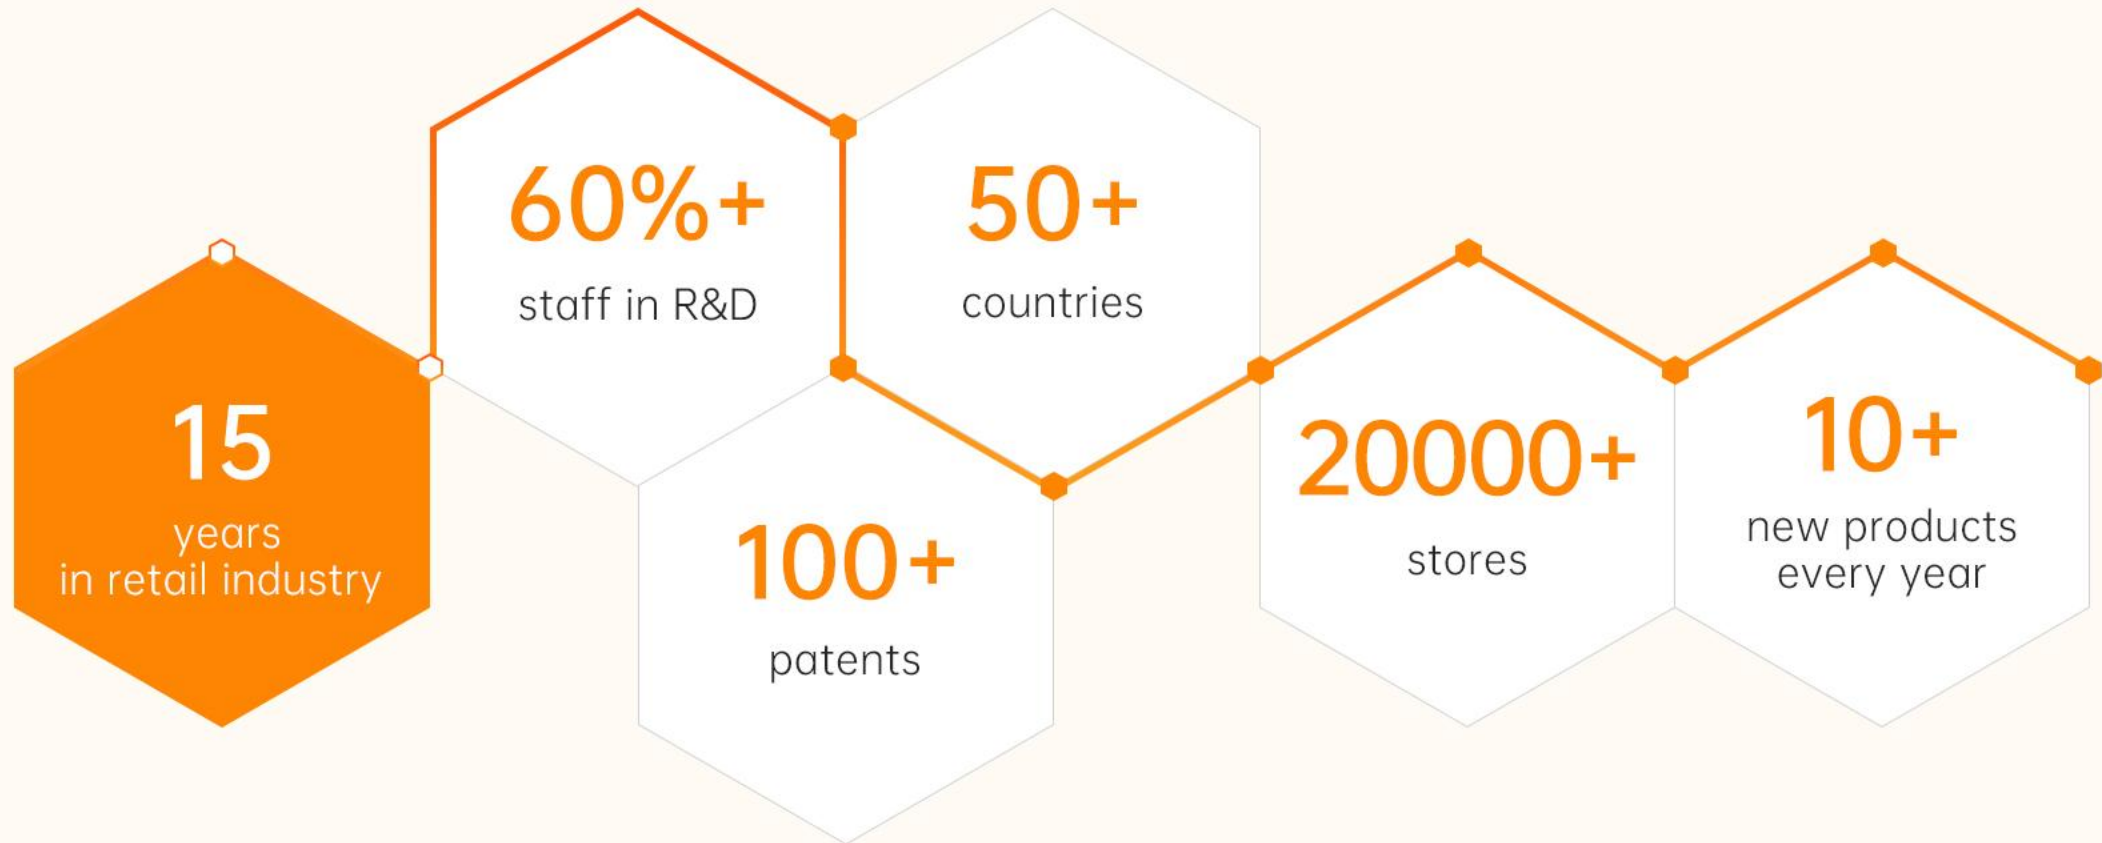 15
years
in retail industry
60%+
staff in R&D
100+
patents
50+
countries
20000+
stores
10+
new products
every year